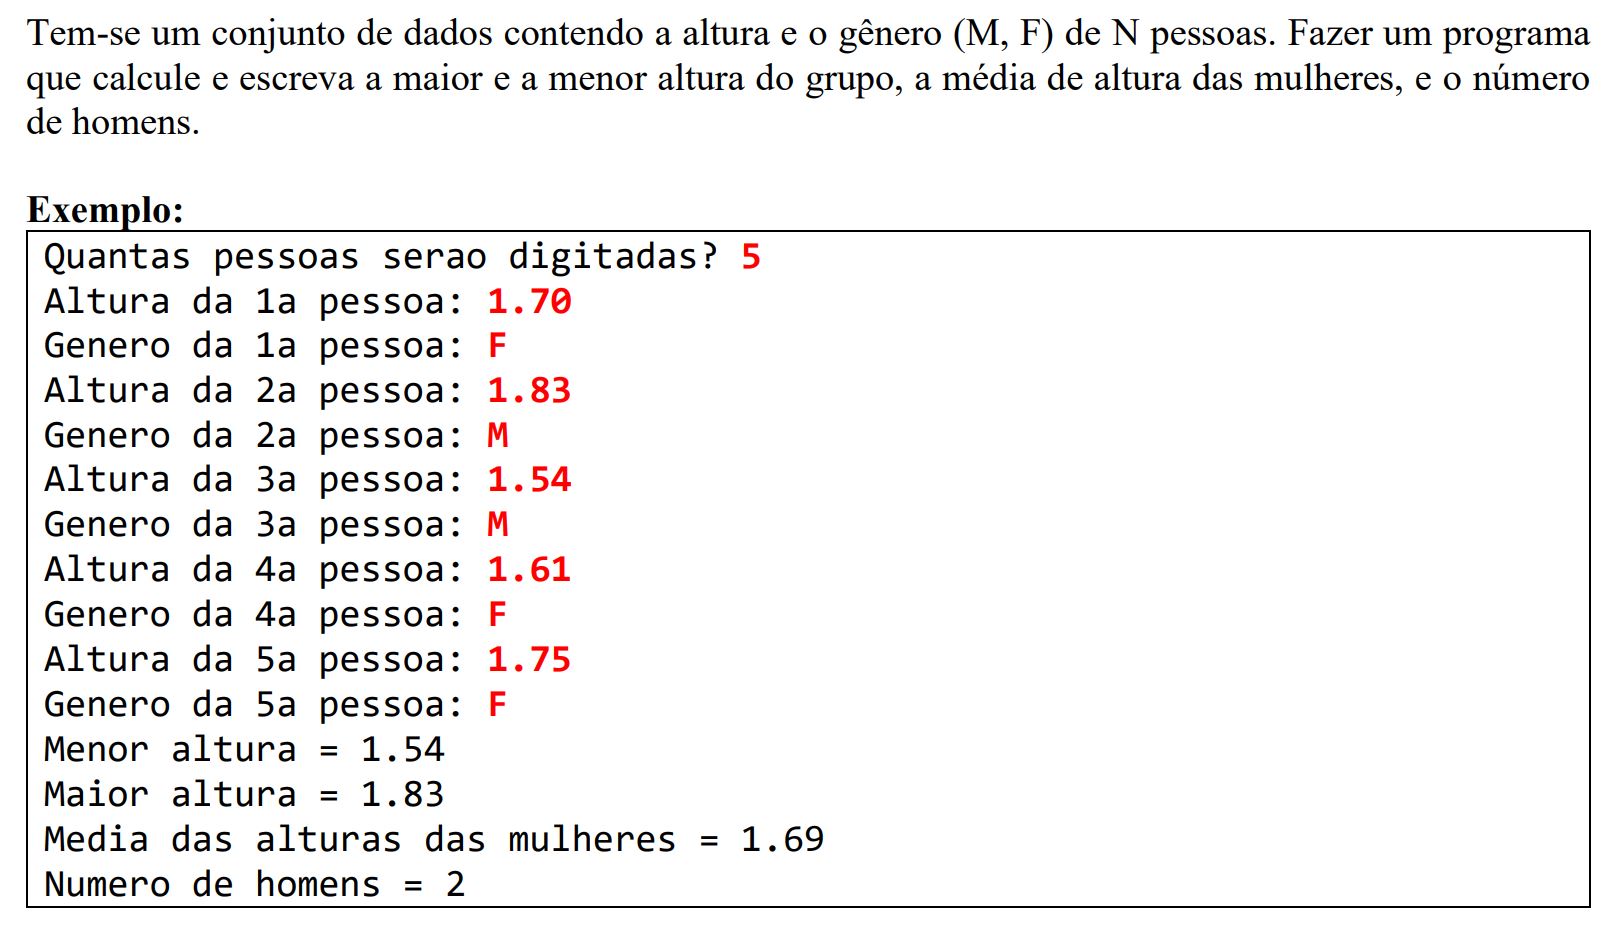 Tem-se um conjunto de dados contendo a altura e o gênero (M, F) de N pessoas. Fazer um programa
que calcule e escreva a maior e a menor altura do grupo, a média de altura das mulheres, e o número
de homens.
Exemplo:
Quantas pessoas serao digitadas? 5
Altura da 1a pessoa: 1.70
Genero da 1a pessoa: F
Altura da 2a pessoa: 1.83
Genero da 2a pessoa: M
Altura da 3a pessoa: 1.54
Genero da 3a pessoa: M
Altura da 4a pessoa: 1.61
Genero da 4a pessoa: F
Altura da 5a pessoa: 1.75
Genero da 5a pessoa: F
Menor altura = 1.54
Maior altura = 1.83
Media das alturas das mulheres = 1.69
Numero de homens = 2